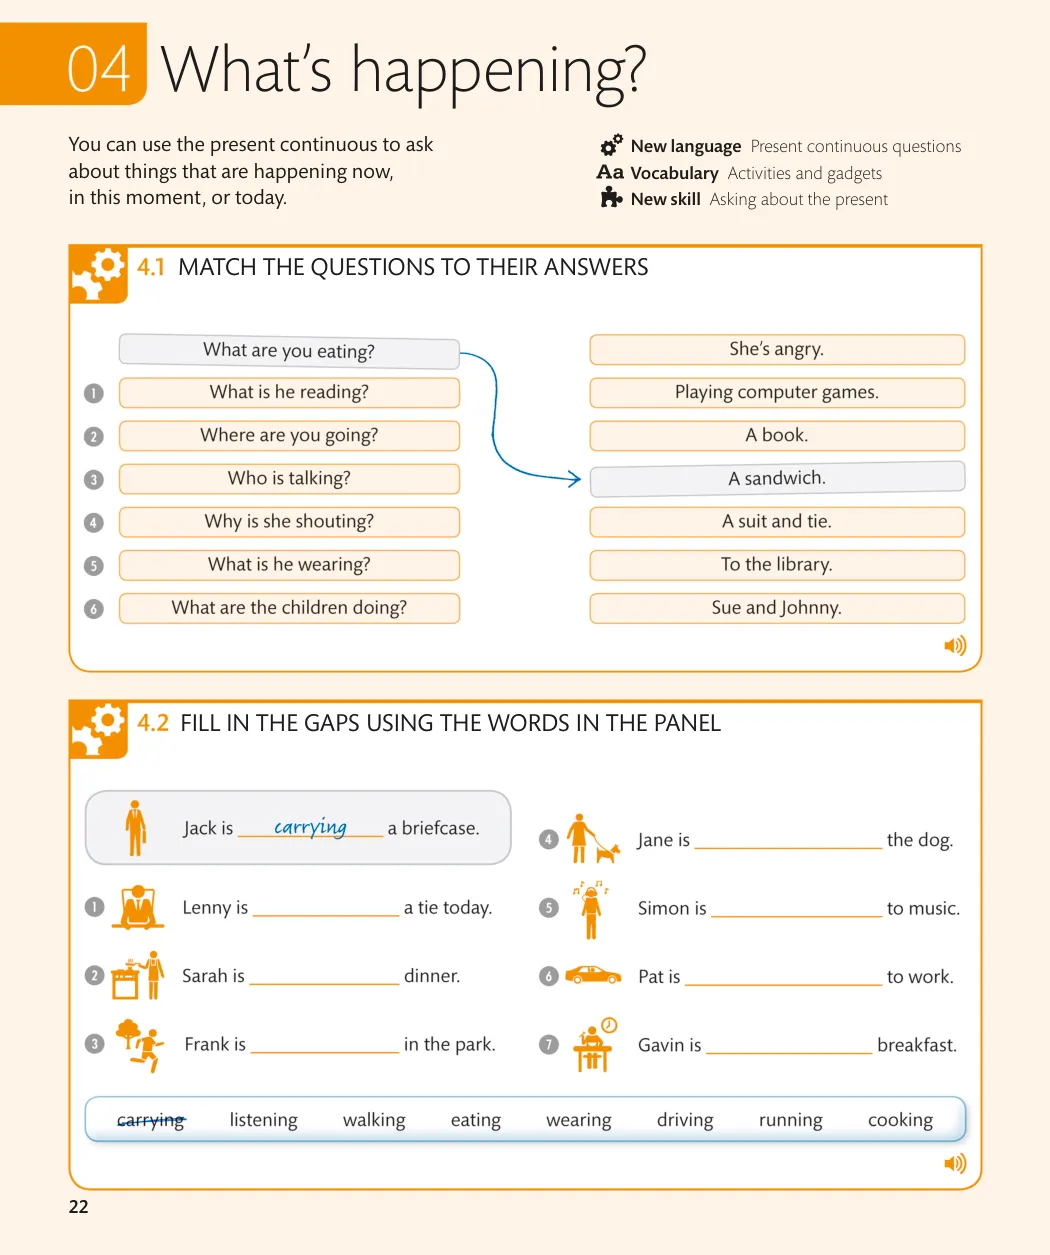 04 What's happening?
You can use the present continuous to ask
about things that are happening now,
in this moment, or today.
New language Present continuous questions
Aa Vocabulary Activities and gadgets
New skill Asking about the present
4.1 MATCH THE QUESTIONS TO THEIR ANSWERS
What are you eating?
1 What is he reading?
2 Where are you going?
3 Who is talking?
4 Why is she shouting?
5 What is he wearing?
6 What are the children doing?
She's angry.
Playing computer games.
A book.
A sandwich.
A suit and tie.
To the library.
Sue and Johnny.
4.2 FILL IN THE GAPS USING THE WORDS IN THE PANEL
Jack is carrying a briefcase.
1 Lenny is ______ a tie today.
2 Sarah is ______ dinner.
3 Frank is ______ in the park.
4 Jane is ______ the dog.
5 Simon is ______ to music.
6 Pat is ______ to work.
7 Gavin is ______ breakfast.
carrying listening walking eating wearing driving running cooking
22